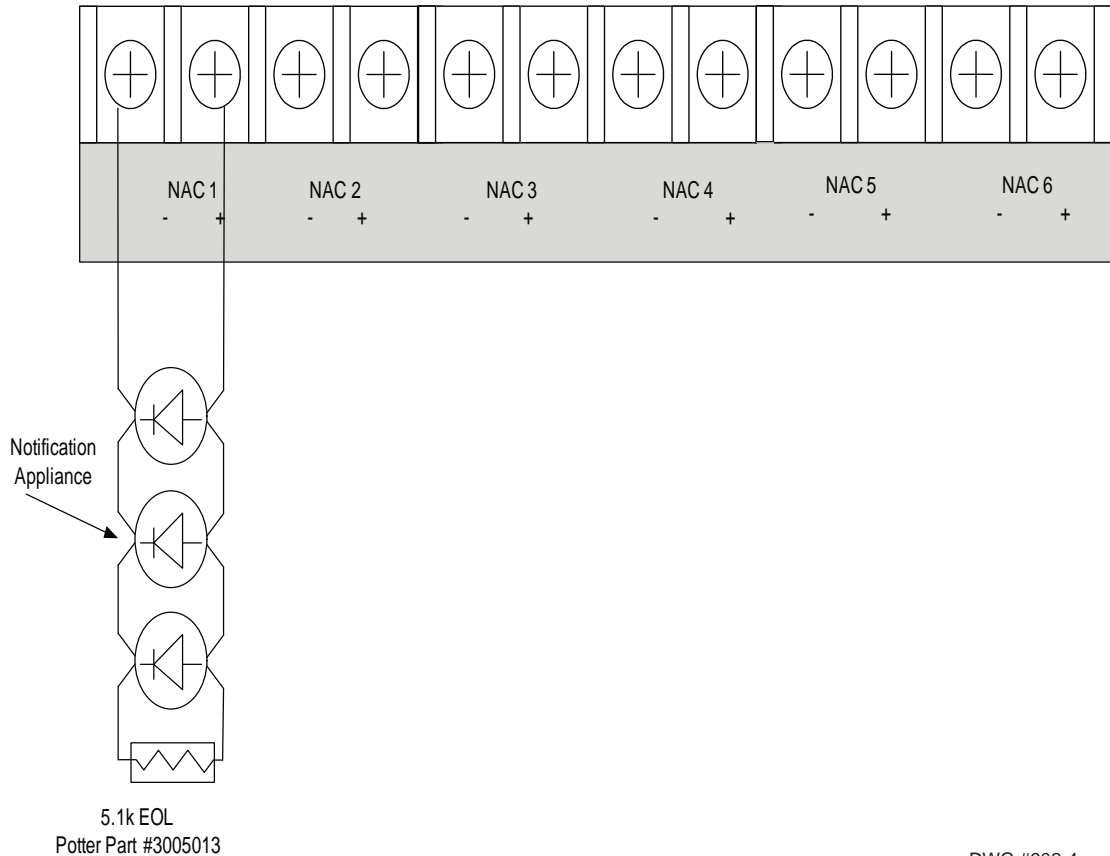 NAC 1 NAC 2 NAC 3 NAC 4 NAC 5 NAC 6
- + - + - + - + - + - +
Notification
Appliance
5.1k EOL
Potter Part #3005013